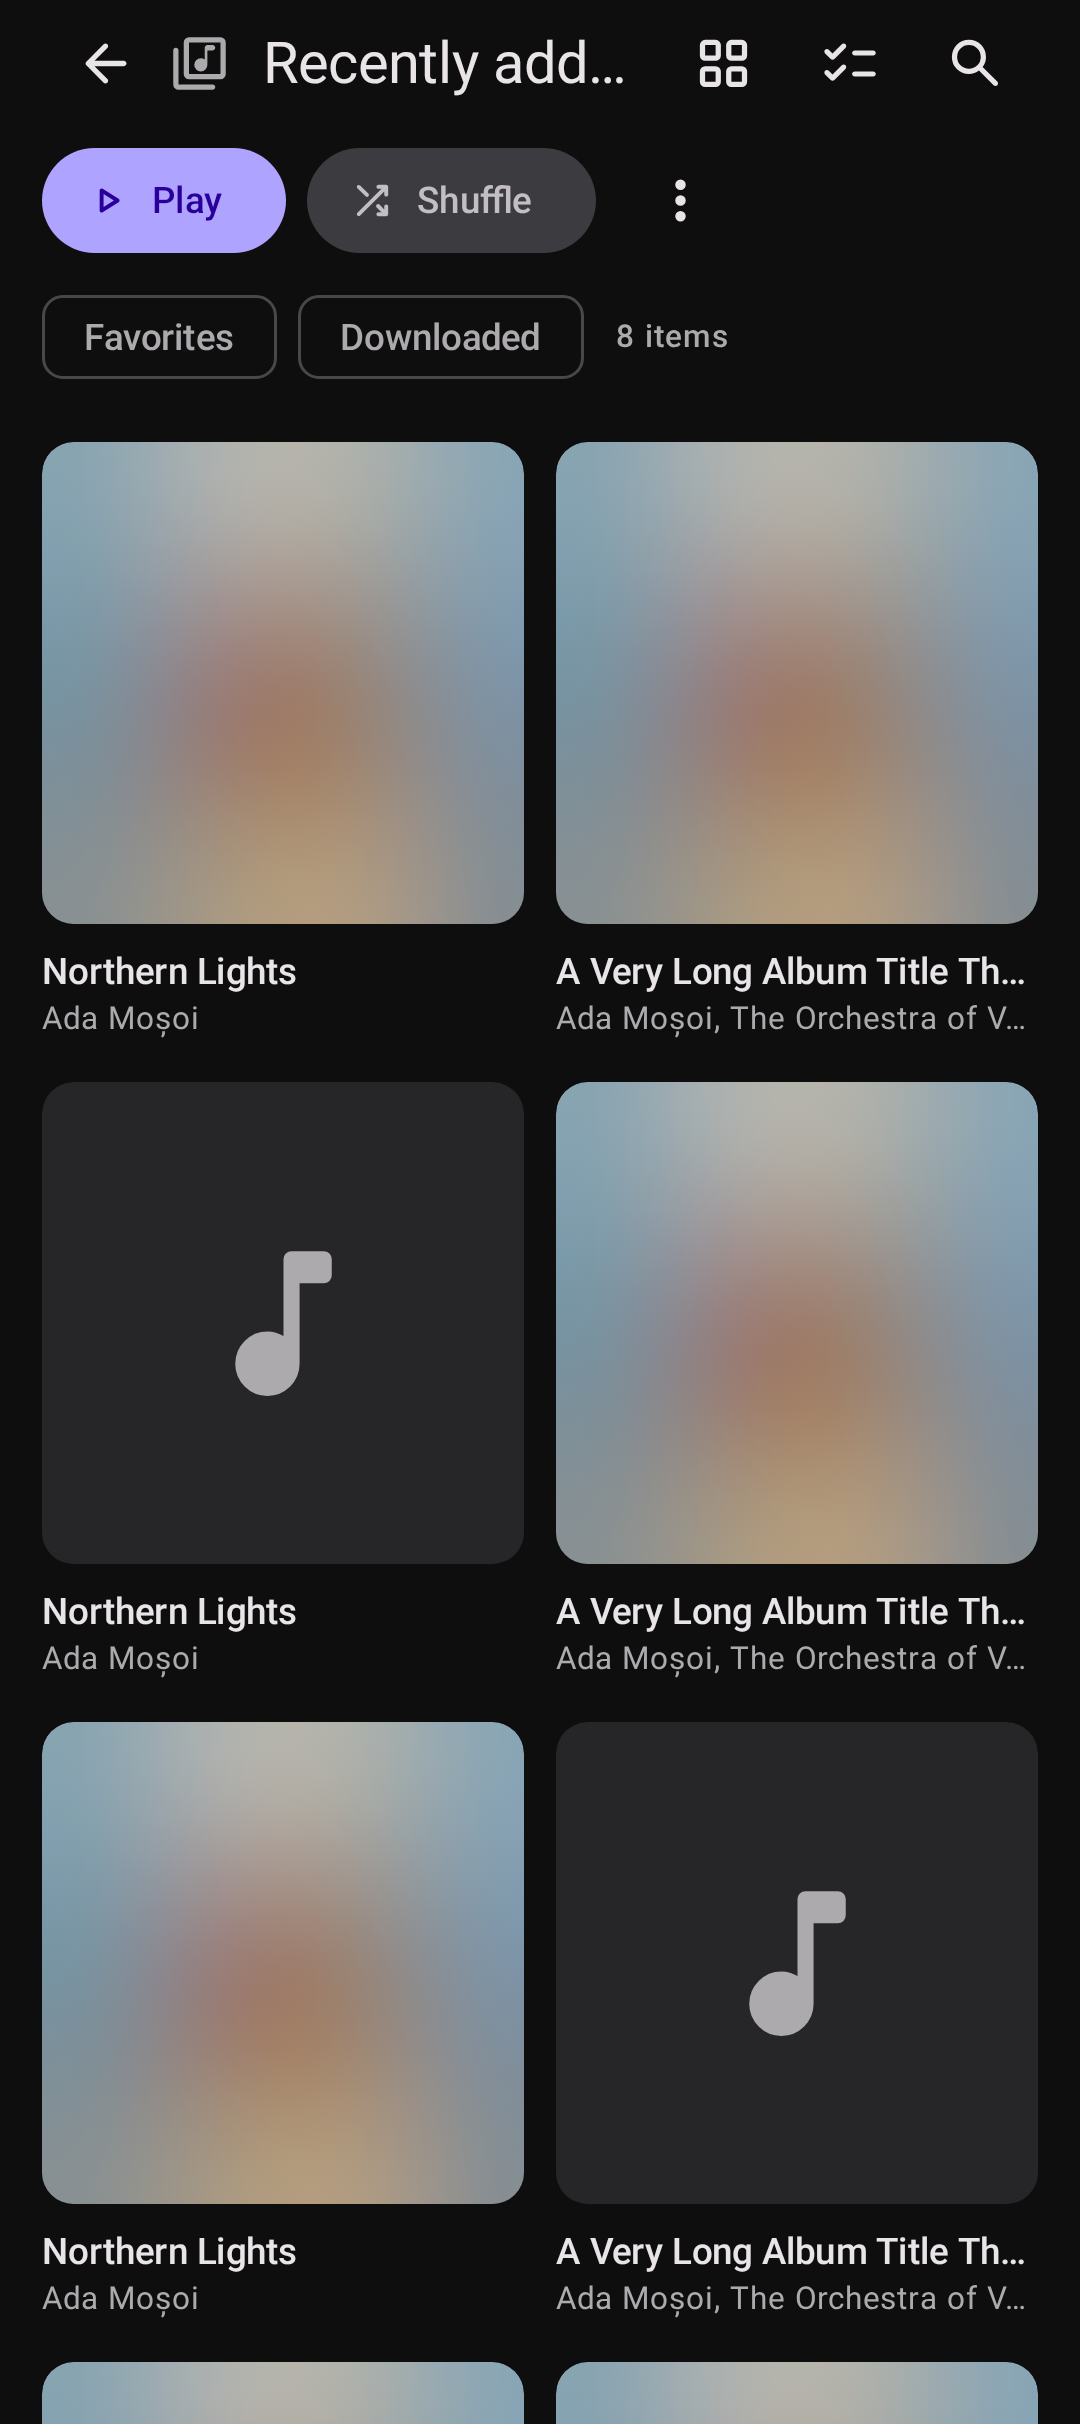 Recently add...
Play
Shuffle
Favorites
Downloaded
8 items
Northern Lights
Ada Moșoi
A Very Long Album Title Th...
Ada Moșoi, The Orchestra of V...
Northern Lights
Ada Moșoi
A Very Long Album Title Th...
Ada Moșoi, The Orchestra of V...
Northern Lights
Ada Moșoi
A Very Long Album Title Th...
Ada Moșoi, The Orchestra of V...